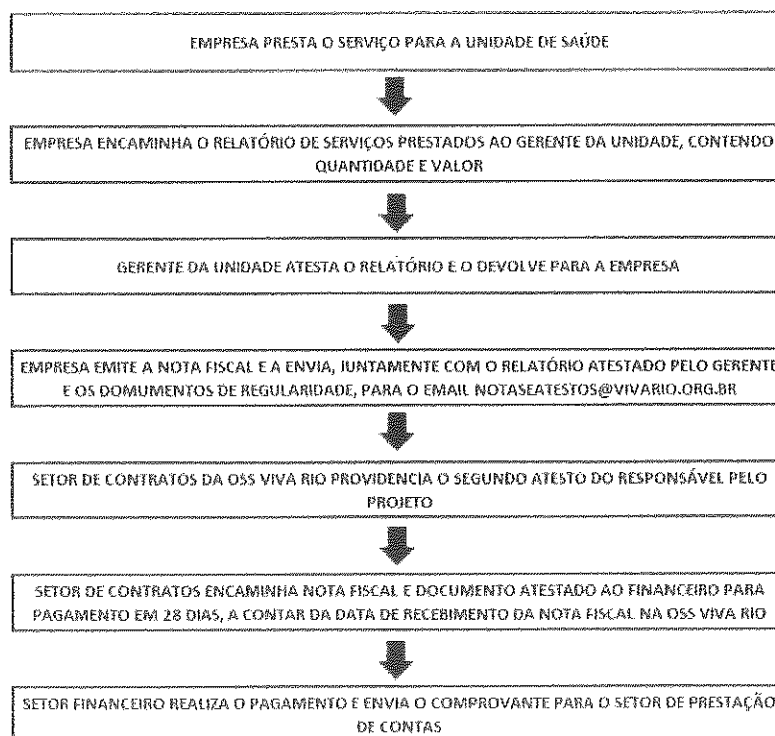 EMPRESA PRESTA O SERVIÇO PARA A UNIDADE DE SAÚDE
EMPRESA ENCAMINHA O RELATÓRIO DE SERVIÇOS PRESTADOS AO GERENTE DA UNIDADE, CONTENDO
QUANTIDADE E VALOR
GERENTE DA UNIDADE ATESTA O RELATÓRIO E O DEVOLVE PARA A EMPRESA
EMPRESA EMITE A NOTA FISCAL E A ENVIA, JUNTAMENTE COM O RELATÓRIO ATESTADO PELO GERENTE
E OS DOMUMENTOS DE REGULARIDADE, PARA O EMAIL NOTASEATESTOS@VIVARIO.ORG.BR
SETOR DE CONTRATOS DA OSS VIVA RIO PROVIDENCIA O SEGUNDO ATESTO DO RESPONSÁVEL PELO
PROJETO
SETOR DE CONTRATOS ENCAMINHA NOTA FISCAL E DOCUMENTO ATESTADO AO FINANCEIRO PARA
PAGAMENTO EM 28 DIAS, A CONTAR DA DATA DE RECEBIMENTO DA NOTA FISCAL NA OSS VIVA RIO
SETOR FINANCEIRO REALIZA O PAGAMENTO E ENVIA O COMPROVANTE PARA O SETOR DE PRESTAÇÃO
DE CONTAS